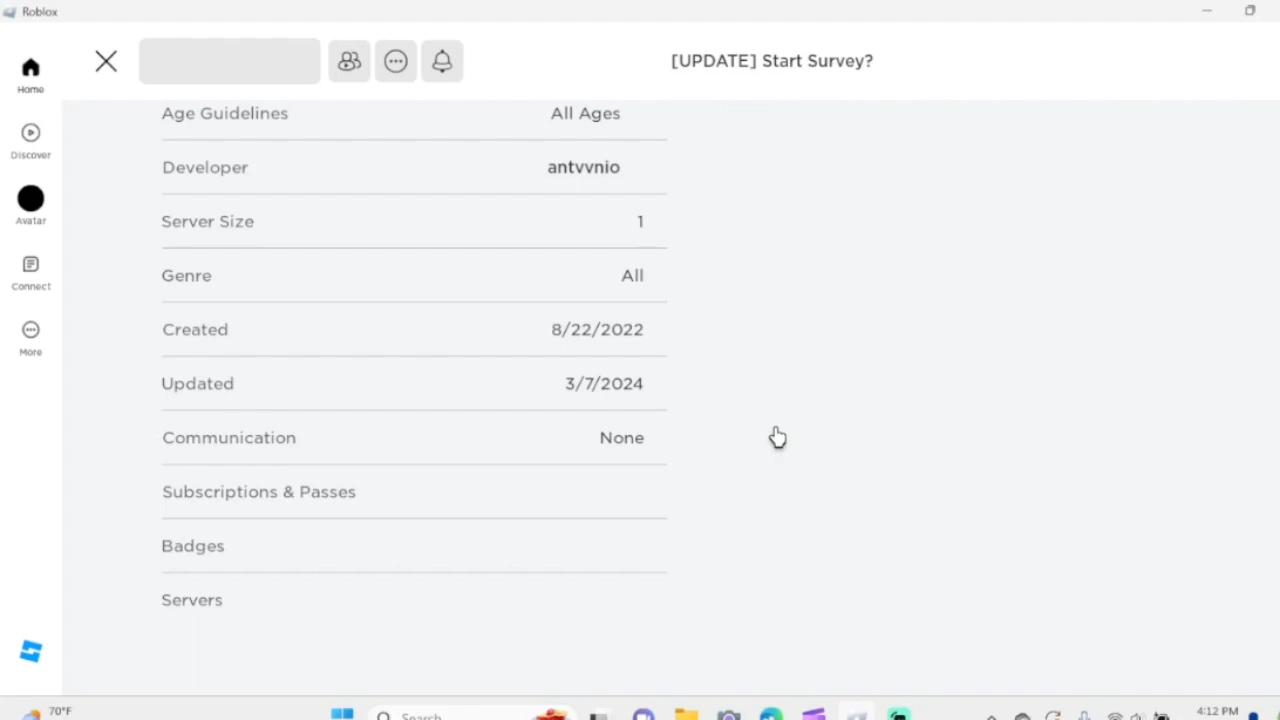 Roblox
[UPDATE] Start Survey?
Home
Discover
Avatar
Connect
More
Age Guidelines All Ages
Developer antvvnio
Server Size 1
Genre All
Created 8/22/2022
Updated 3/7/2024
Communication None
Subscriptions & Passes
Badges
Servers
70°F
Search
4:12 PM